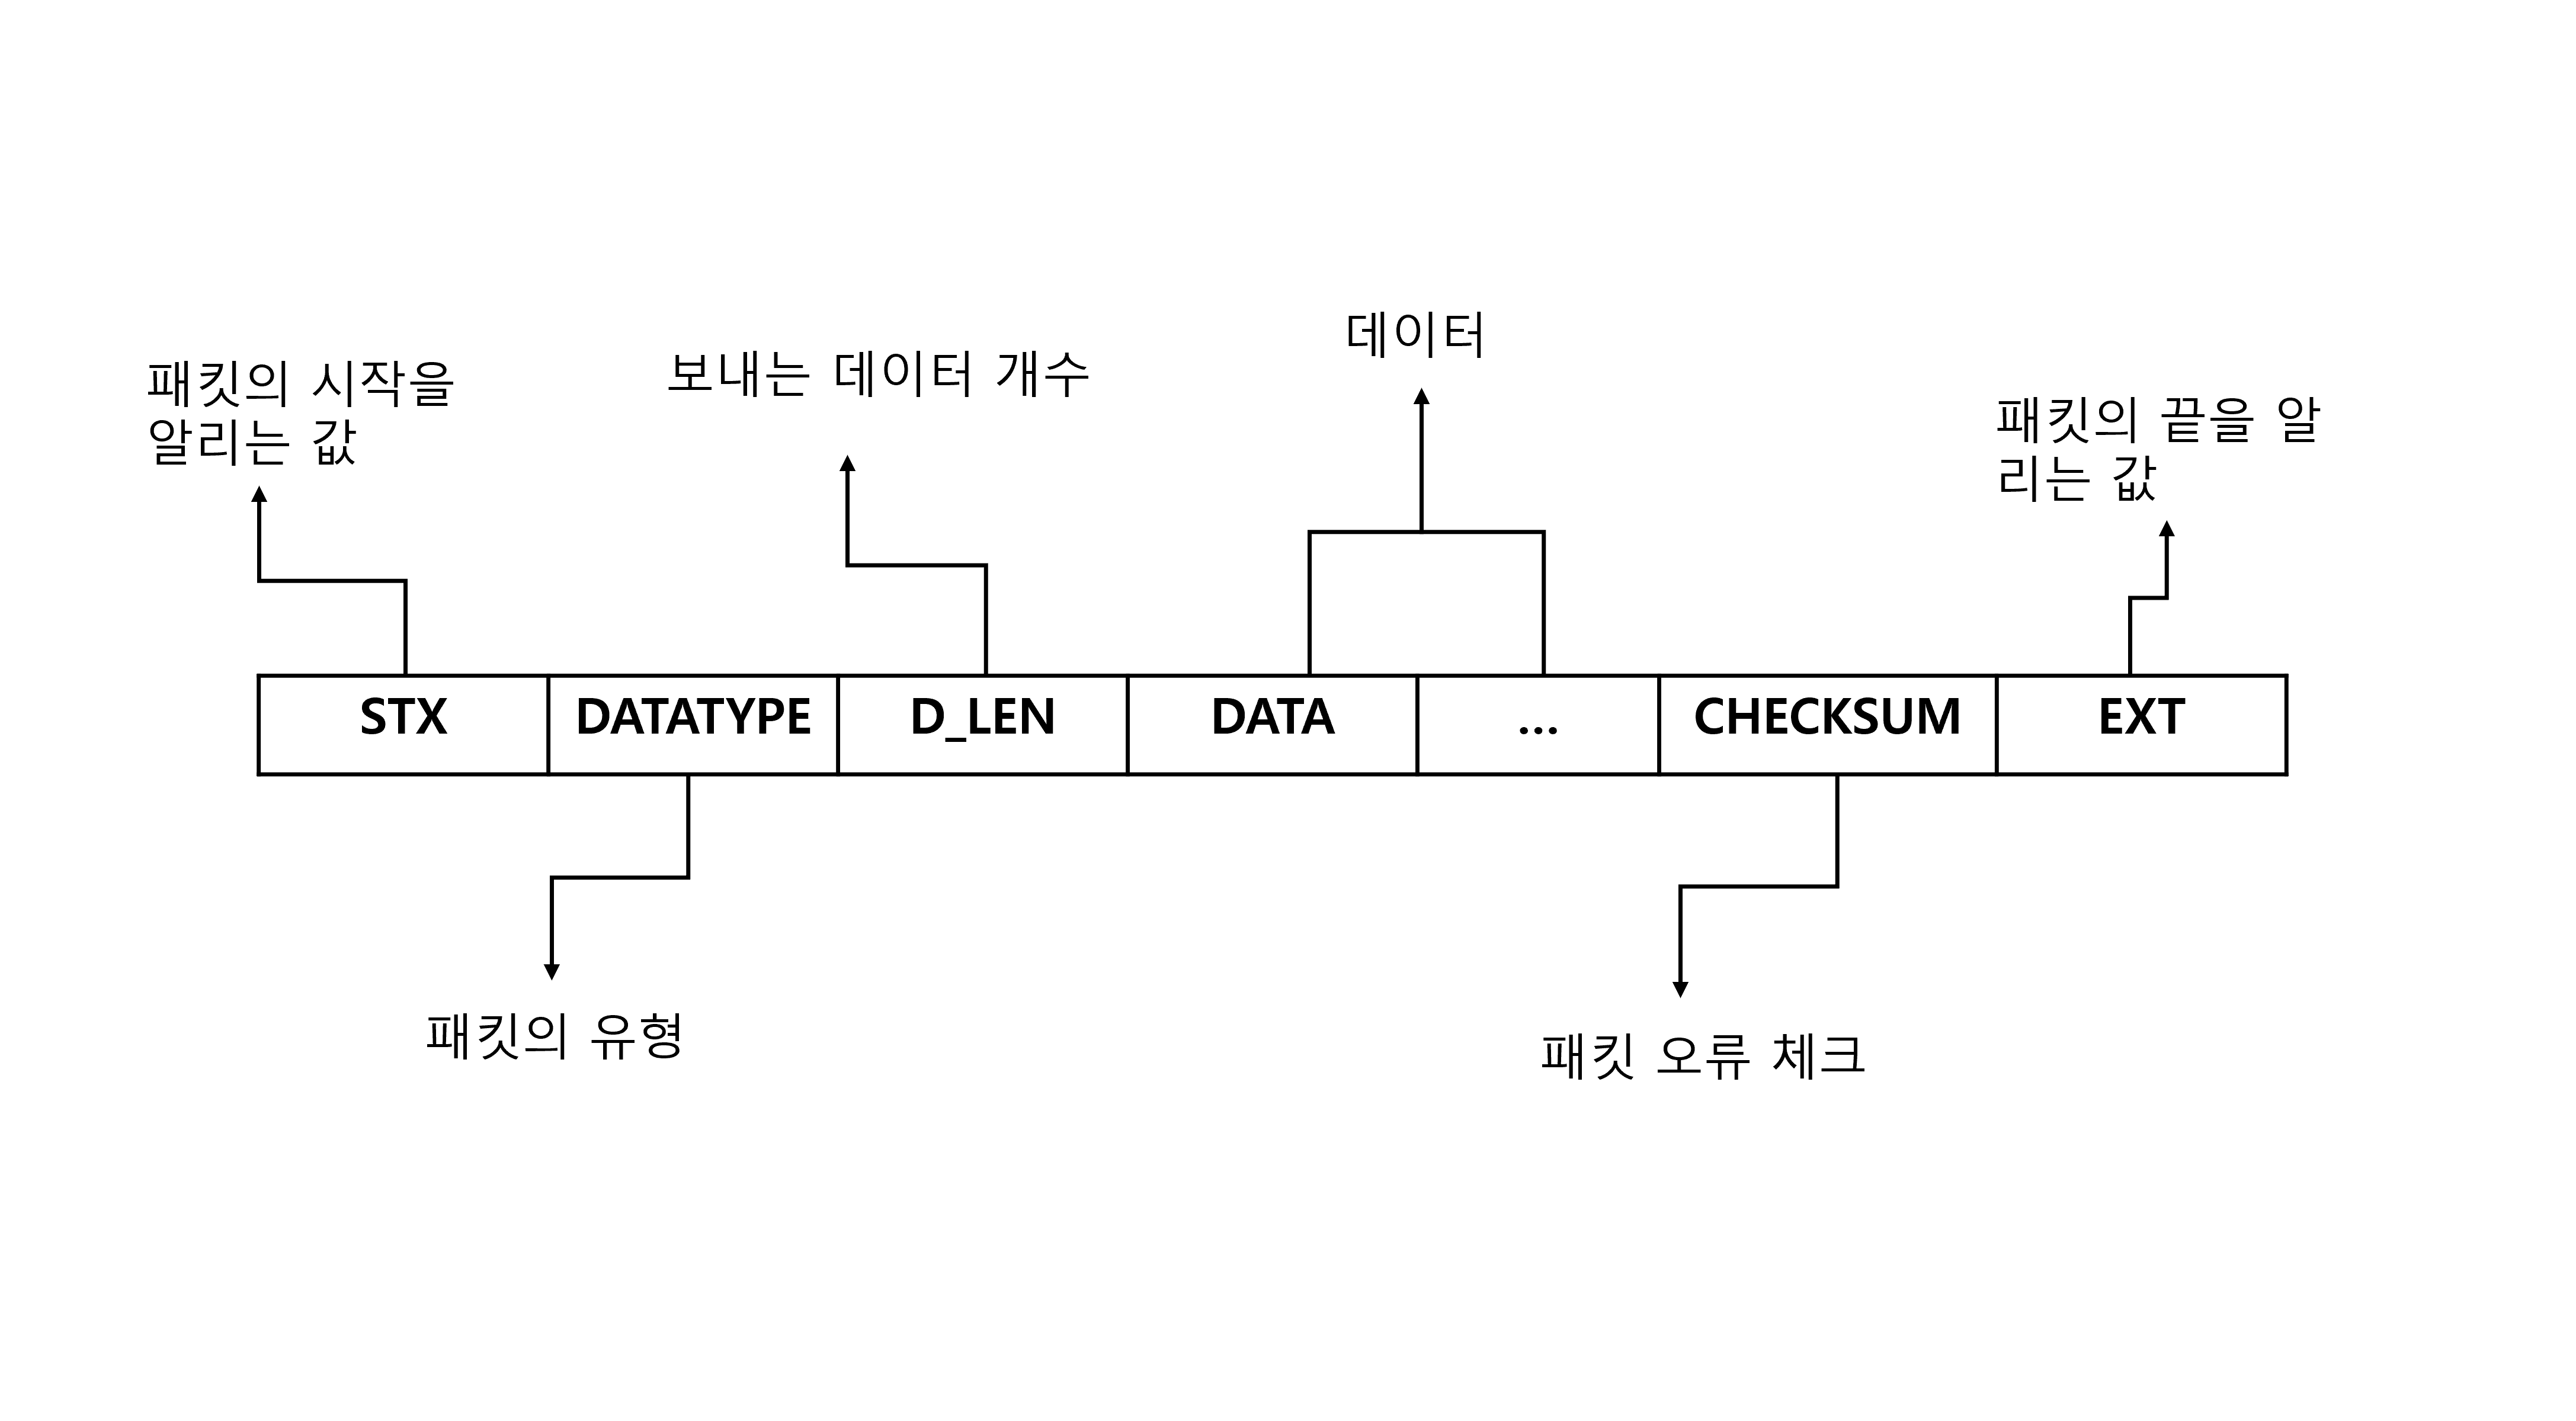 데이터
보내는 데이터 개수
패킷의 시작을
알리는 값
패킷의 끝을 알
리는 값
STX
DATATYPE
D_LEN
DATA
...
CHECKSUM
EXT
패킷의 유형
패킷 오류 체크